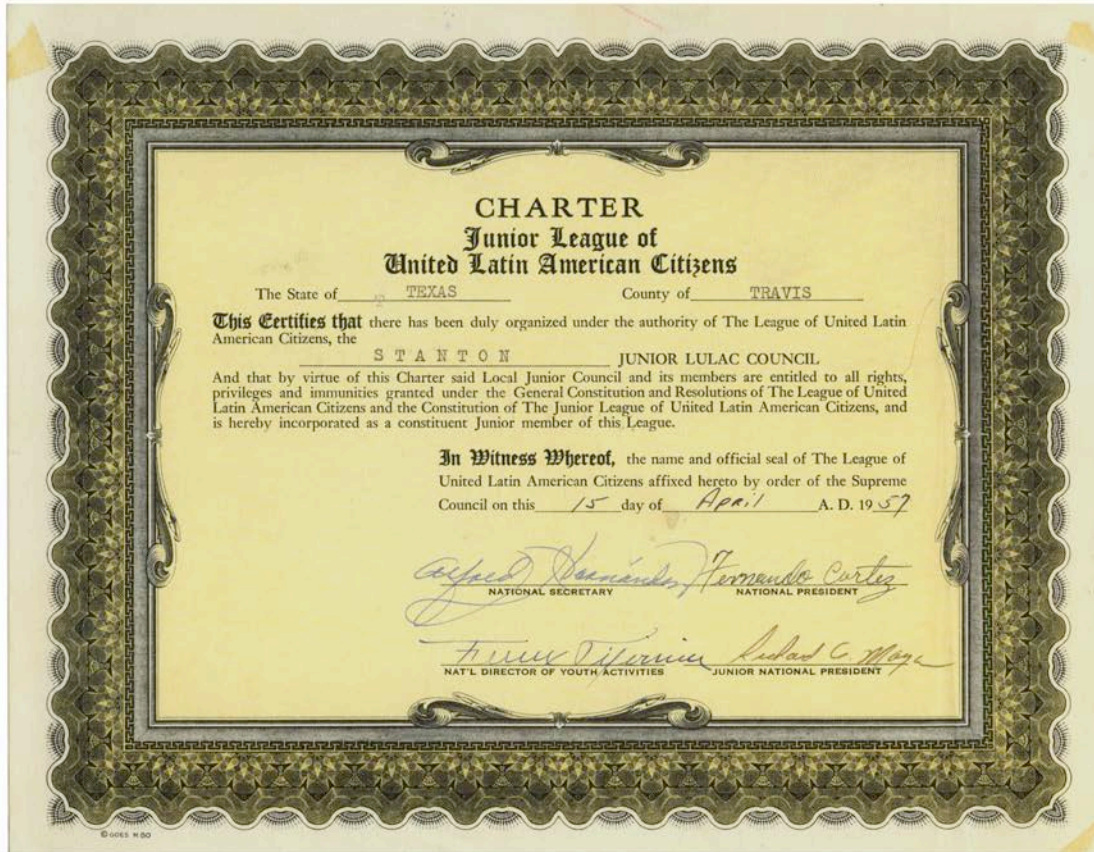 CHARTER
Junior League of
United Latin American Citizens
The State of TEXAS County of TRAVIS
This Certifies that there has been duly organized under the authority of The League of United Latin
American Citizens, the
STANTON JUNIOR LULAC COUNCIL
And that by virtue of this Charter said Local Junior Council and its members are entitled to all rights,
privileges and immunities granted under the General Constitution and Resolutions of The League of United
Latin American Citizens and the Constitution of The Junior League of Uniited Latin American Citizens, and
is hereby incorporated as a constituent Junior member of this League.
In Witness Whereof, the name and official seal of The League of
United Latin American Citizens affixed hereto by order of the Supreme
Council on this 15 day of April A. D. 1957
Alfred Hernández Fernando Cortez
NATIONAL SECRETARY NATIONAL PRESIDENT
Felix Tijerina Richard G. Moya
NAT'L DIRECTOR OF YOUTH ACTIVITIES JUNIOR NATIONAL PRESIDENT
© GOES